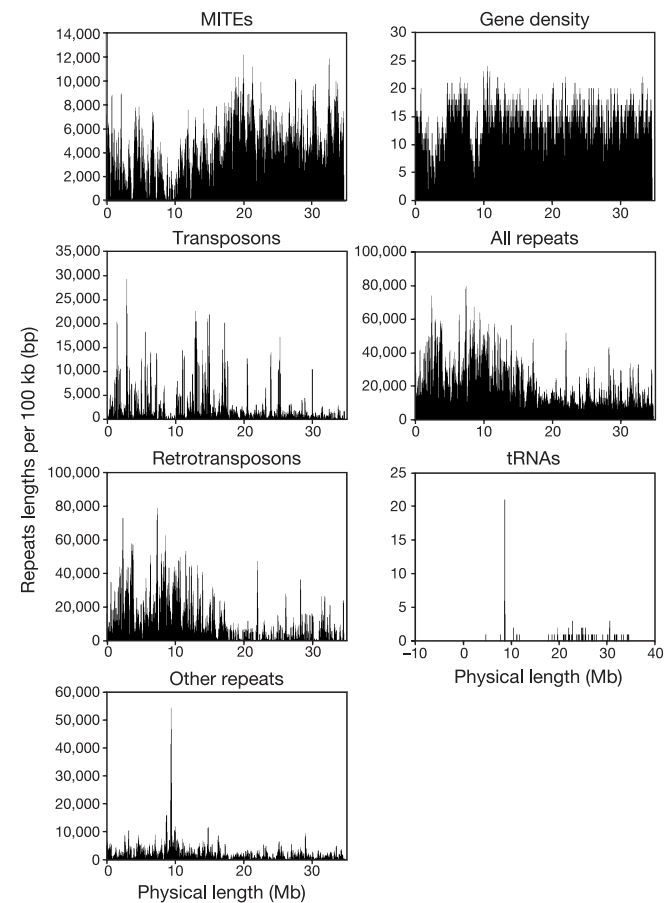 MITEs
14,000
12,000
10,000
8,000
6,000
4,000
2,000
0
0 10 20 30
Gene density
30
25
20
15
10
5
0
0 10 20 30
Transposons
35,000
30,000
25,000
20,000
15,000
10,000
5,000
0
0 10 20 30
All repeats
100,000
80,000
60,000
40,000
20,000
0
0 10 20 30
Repeats lengths per 100 kb (bp)
Retrotransposons
100,000
80,000
60,000
40,000
20,000
0
0 10 20 30
tRNAs
25
20
15
10
5
0
–10 0 10 20 30 40
Physical length (Mb)
Other repeats
60,000
50,000
40,000
30,000
20,000
10,000
0
0 10 20 30
Physical length (Mb)